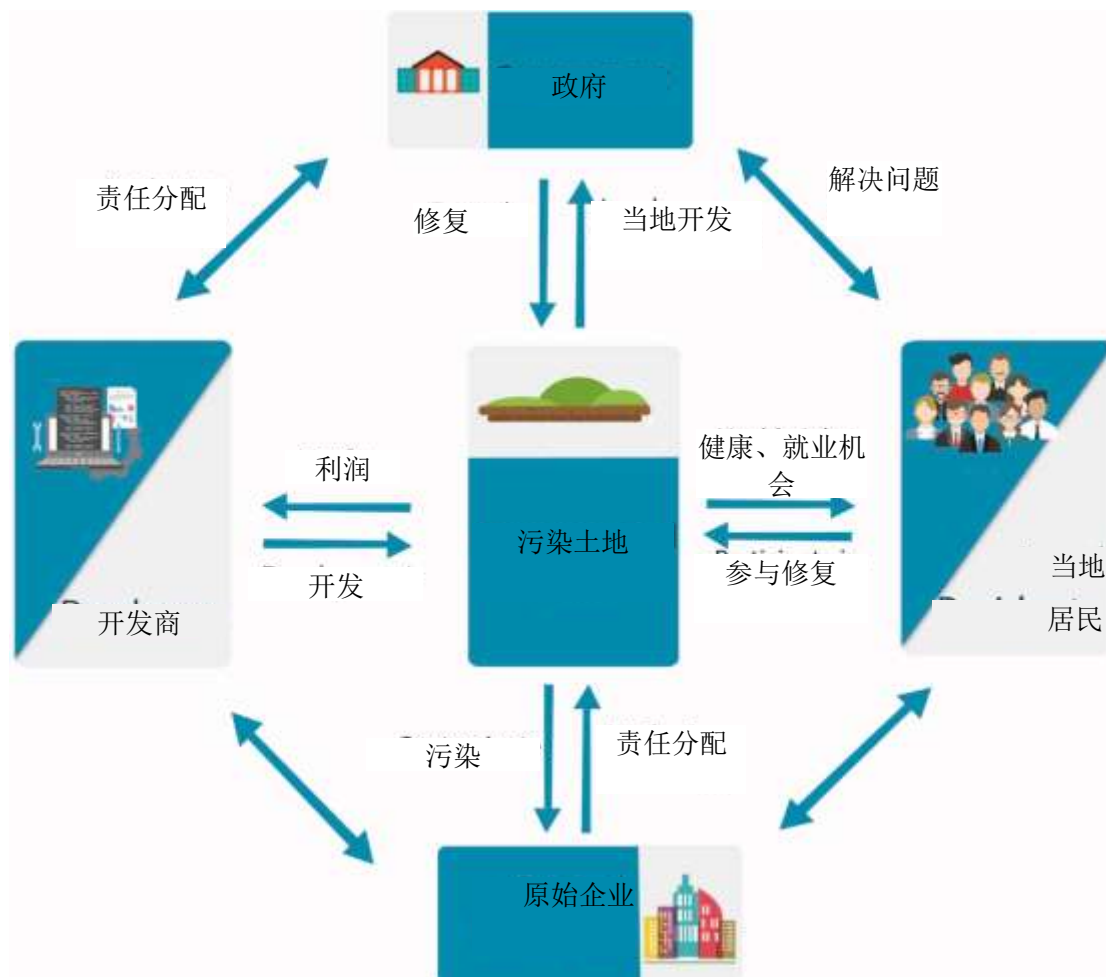 政府
责任分配
解决问题
修复
当地开发
利润
健康、就业机
会
污染土地
开发
参与修复
当地
居民
开发商
污染
责任分配
原始企业